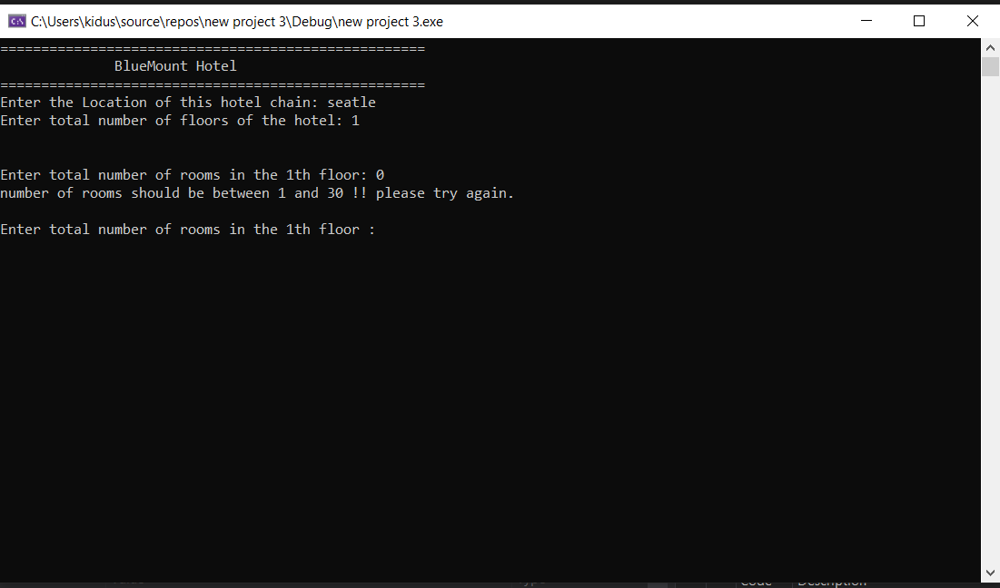 C:\Users\kidus\source\repos\new project 3\Debug\new project 3.exe
====================================================
BlueMount Hotel
====================================================
Enter the Location of this hotel chain: seatle
Enter total number of floors of the hotel: 1
Enter total number of rooms in the 1th floor: 0
number of rooms should be between 1 and 30 !! please try again.
Enter total number of rooms in the 1th floor :
Code Description